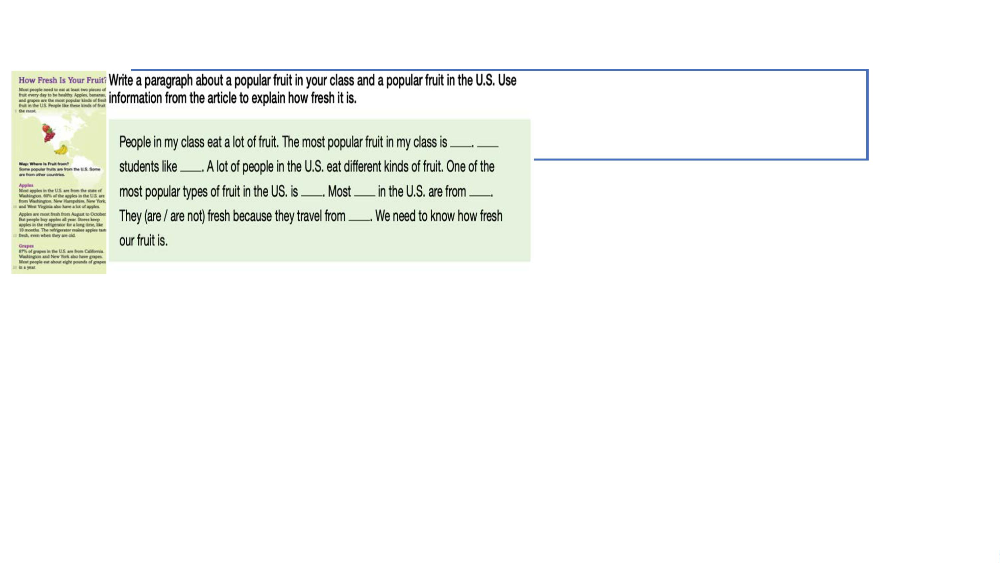 How Fresh Is Your Fruit?
Most people need to eat at least two pieces of
fruit every day to be healthy. Apples, bananas,
and grapes are the most popular kinds of fresh
fruit in the U.S. People like these kinds of fruit
the most.
Map: Where Is Fruit from?
Some popular fruits are from the U.S. Some
are from other countries.
Apples
Most apples in the U.S. are from the state of
Washington. 60% of the apples in the U.S. are
from Washington. New Hampshire, New York,
and West Virginia also have a lot of apples.
Apples are most fresh from August to October.
But people buy apples all year. Stores keep
apples in the refrigerator for a long time, like
10 months. The refrigerator makes apples taste
fresh, even when they are old.
Grapes
87% of grapes in the U.S. are from California.
Washington and New York also have grapes.
Most people eat about eight pounds of grapes
in a year.
Write a paragraph about a popular fruit in your class and a popular fruit in the U.S. Use
information from the article to explain how fresh it is.
People in my class eat a lot of fruit. The most popular fruit in my class is ____. ____
students like ____. A lot of people in the U.S. eat different kinds of fruit. One of the
most popular types of fruit in the US. is ____. Most ____ in the U.S. are from ____.
They (are / are not) fresh because they travel from ____. We need to know how fresh
our fruit is.